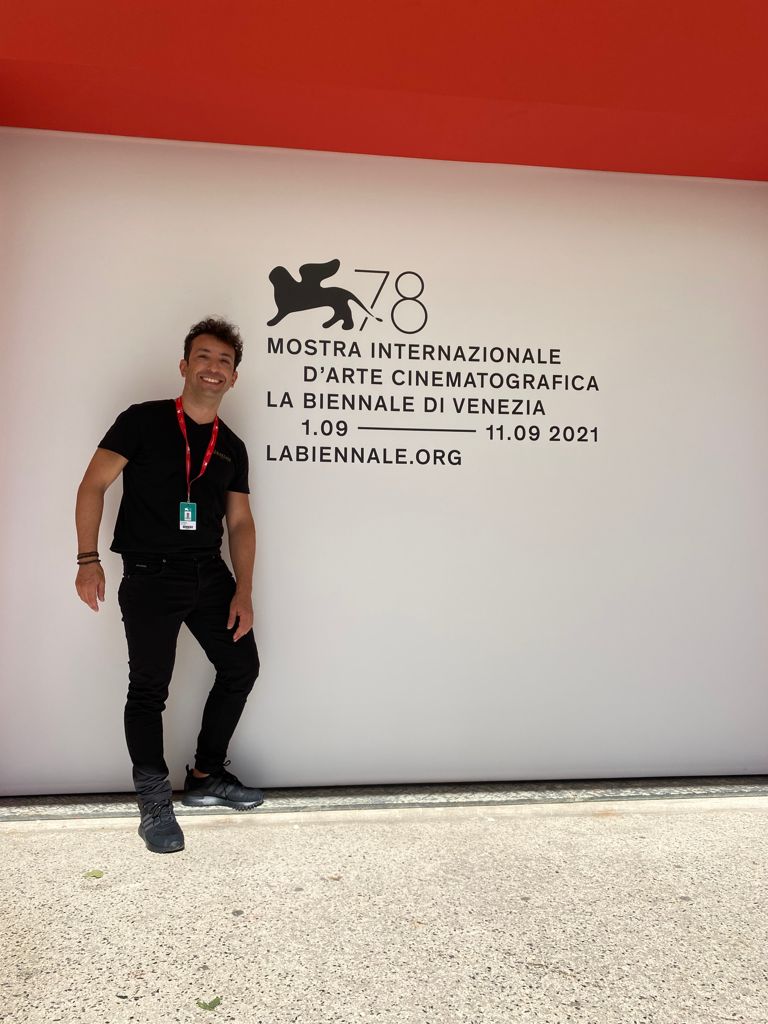 78
MOSTRA INTERNAZIONALE
D'ARTE CINEMATOGRAFICA
LA BIENNALE DI VENEZIA
1.09 —— 11.09 2021
LABIENNALE.ORG